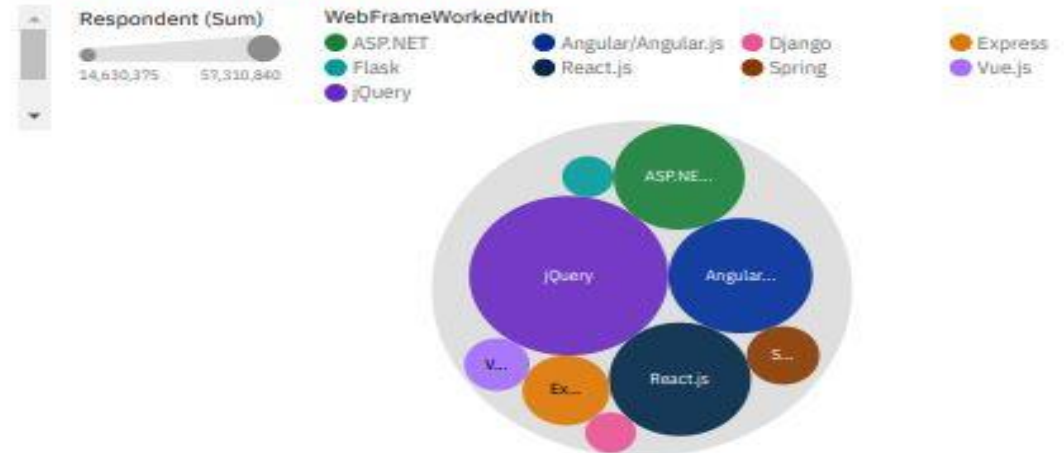 Respondent (Sum)
14,630,375 57,310,840
WebFrameWorkedWith
ASP.NET Angular/Angular.js Django Express
Flask React.js Spring Vue.js
jQuery
ASP.NE...
jQuery
Angular...
S...
React.js
V...
Ex...